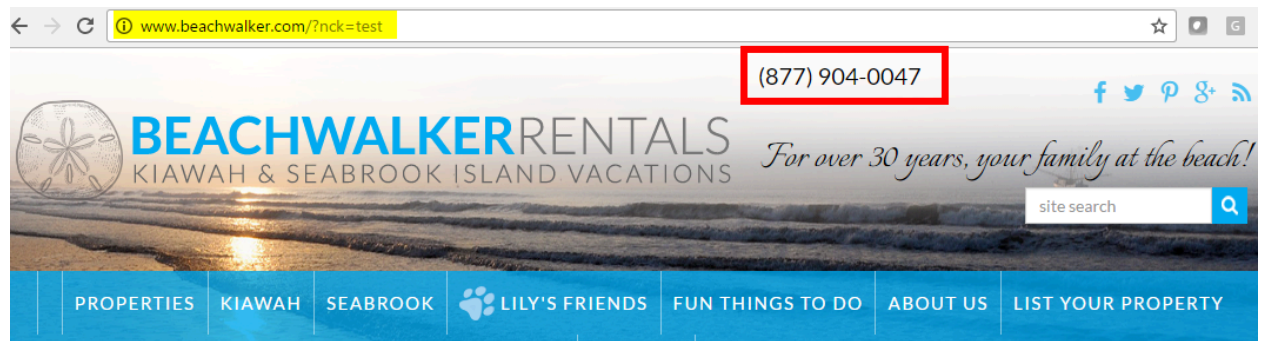 www.beachwalker.com/?nck=test
G
(877) 904-0047
BEACHWALKERRENTALS
KIAWAH & SEABROOK ISLAND VACATIONS
For over 30 years, your family at the beach!
site search
PROPERTIES KIAWAH SEABROOK LILY'S FRIENDS FUN THINGS TO DO ABOUT US LIST YOUR PROPERTY